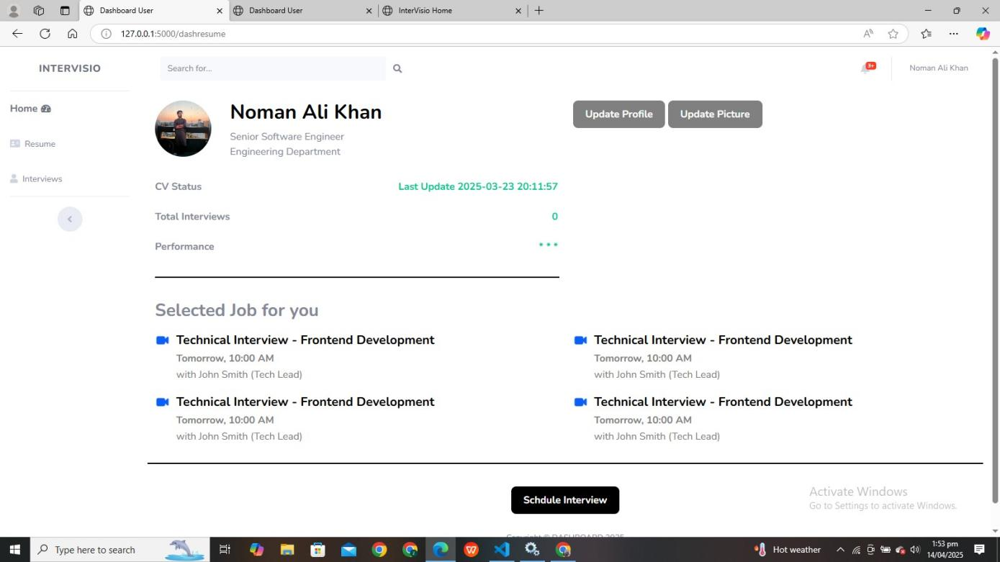 Dashboard User
Dashboard User
InterVisio Home
127.0.0.1:5000/dashresume
INTERVISIO
Search for...
3+
Noman Ali Khan
Home
Resume
Interviews
Noman Ali Khan
Senior Software Engineer
Engineering Department
Update Profile
Update Picture
CV Status
Last Update 2025-03-23 20:11:57
Total Interviews
0
Performance
* * *
Selected Job for you
Technical Interview - Frontend Development
Tomorrow, 10:00 AM
with John Smith (Tech Lead)
Technical Interview - Frontend Development
Tomorrow, 10:00 AM
with John Smith (Tech Lead)
Technical Interview - Frontend Development
Tomorrow, 10:00 AM
with John Smith (Tech Lead)
Technical Interview - Frontend Development
Tomorrow, 10:00 AM
with John Smith (Tech Lead)
Schdule Interview
Activate Windows
Go to Settings to activate Windows.
Copyright © DASHBOARD 2025
Type here to search
Hot weather
1:53 pm
14/04/2025